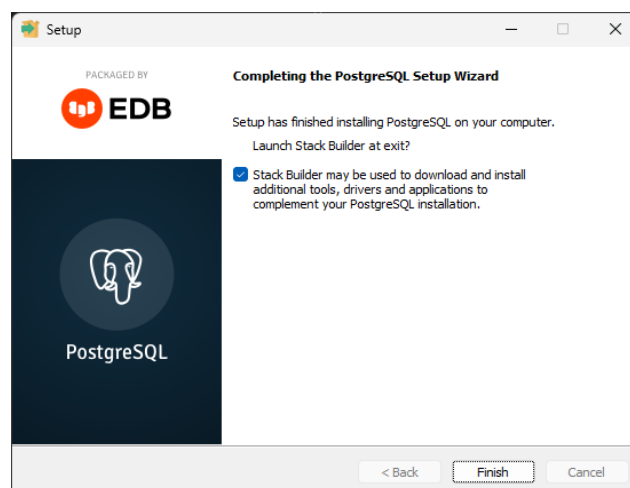 Setup
PACKAGED BY
EDB
PostgreSQL
Completing the PostgreSQL Setup Wizard
Setup has finished installing PostgreSQL on your computer.
Launch Stack Builder at exit?
Stack Builder may be used to download and install
additional tools, drivers and applications to
complement your PostgreSQL installation.
< Back
Finish
Cancel